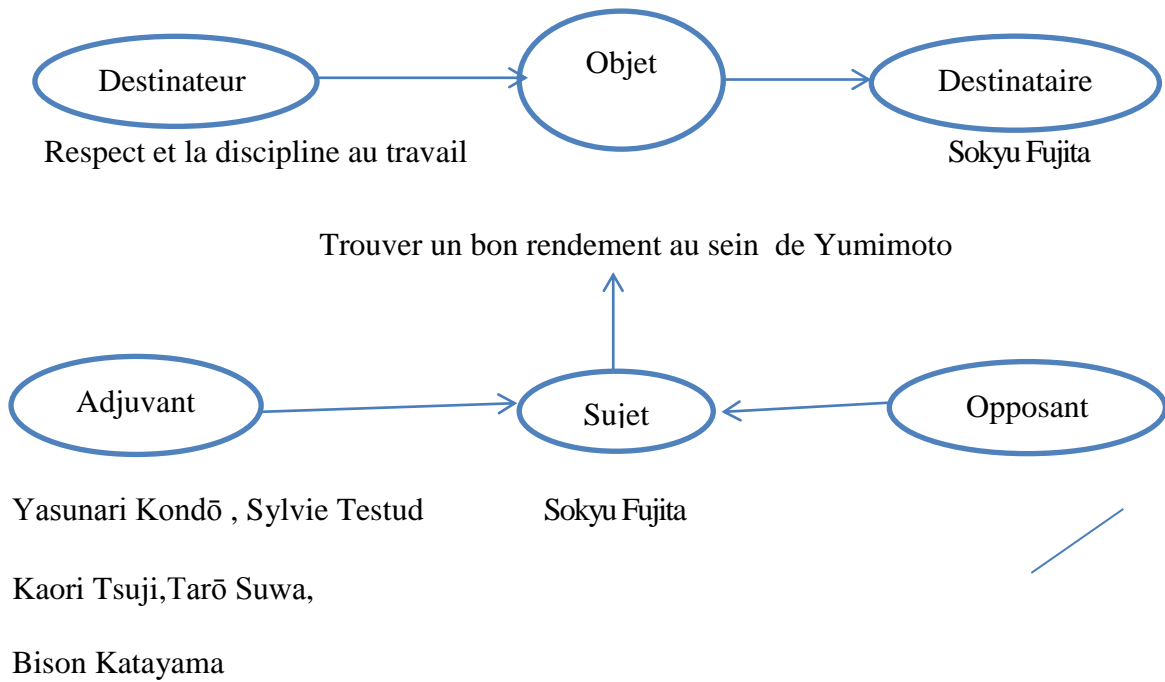 Destinateur
Objet
Destinataire
Respect et la discipline au travail
Sokyu Fujita
Trouver un bon rendement au sein de Yumimoto
Adjuvant
Sujet
Opposant
Yasunari Kondō , Sylvie Testud
Sokyu Fujita
Kaori Tsuji,Tarō Suwa,
Bison Katayama